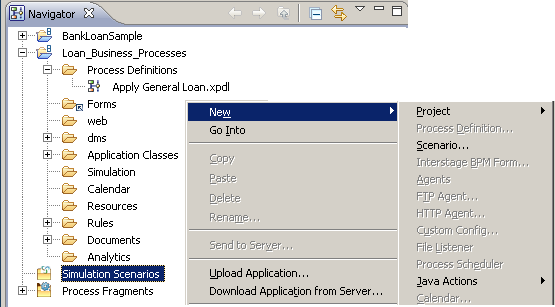 Navigator
BankLoanSample
Loan_Business_Processes
Process Definitions
Apply General Loan.xpdl
Forms
web
dms
Application Classes
Simulation
Calendar
Resources
Rules
Documents
Analytics
Simulation Scenarios
Process Fragments
New
Go Into
Copy
Paste
Delete
Rename...
Send to Server...
Upload Application...
Download Application from Server...
Project
Process Definition...
Scenario...
Interstage BPM Form...
Agents
FTP Agent...
HTTP Agent...
Custom Config...
File Listener
Process Scheduler
Java Actions
Calendar...